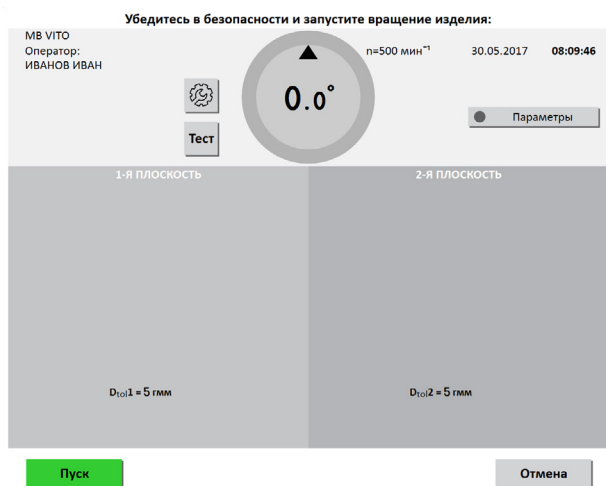 Убедитесь в безопасности и запустите вращение изделия:
MB VITO
Оператор:
ИВАНОВ ИВАН
n=500 мин⁻¹
30.05.2017
08:09:46
0.0°
Параметры
Тест
1-Я ПЛОСКОСТЬ
2-Я ПЛОСКОСТЬ
Dtol1 = 5 гмм
Dtol2 = 5 гмм
Пуск
Отмена